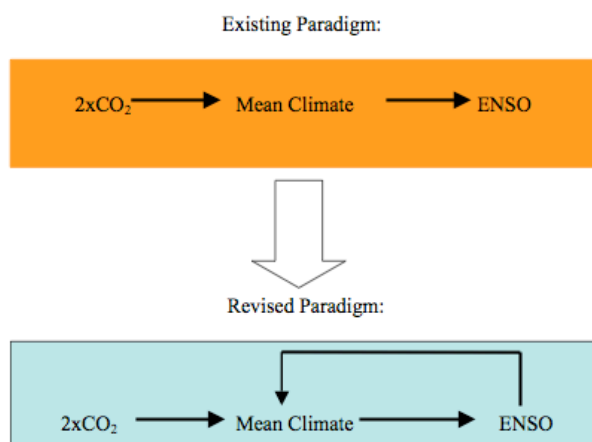 Existing Paradigm:
2xCO₂ Mean Climate ENSO
Revised Paradigm:
2xCO₂ Mean Climate ENSO